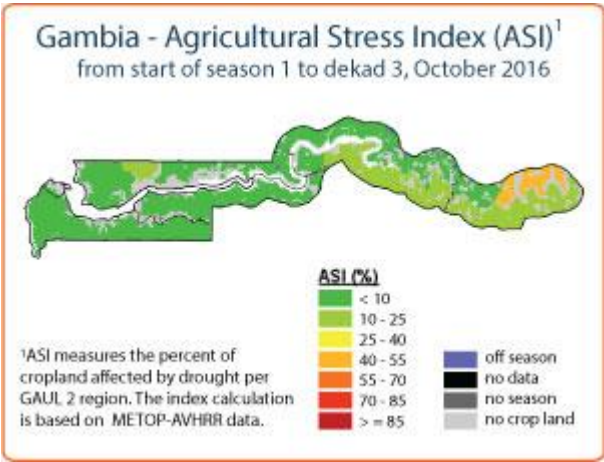 Gambia - Agricultural Stress Index (ASI)¹
from start of season 1 to dekad 3, October 2016
ASI (%)
< 10
10 - 25
25 - 40
40 - 55
55 - 70
70 - 85
> = 85
off season
no data
no season
no crop land
¹ASI measures the percent of
cropland affected by drought per
GAUL 2 region. The index calculation
is based on METOP-AVHRR data.